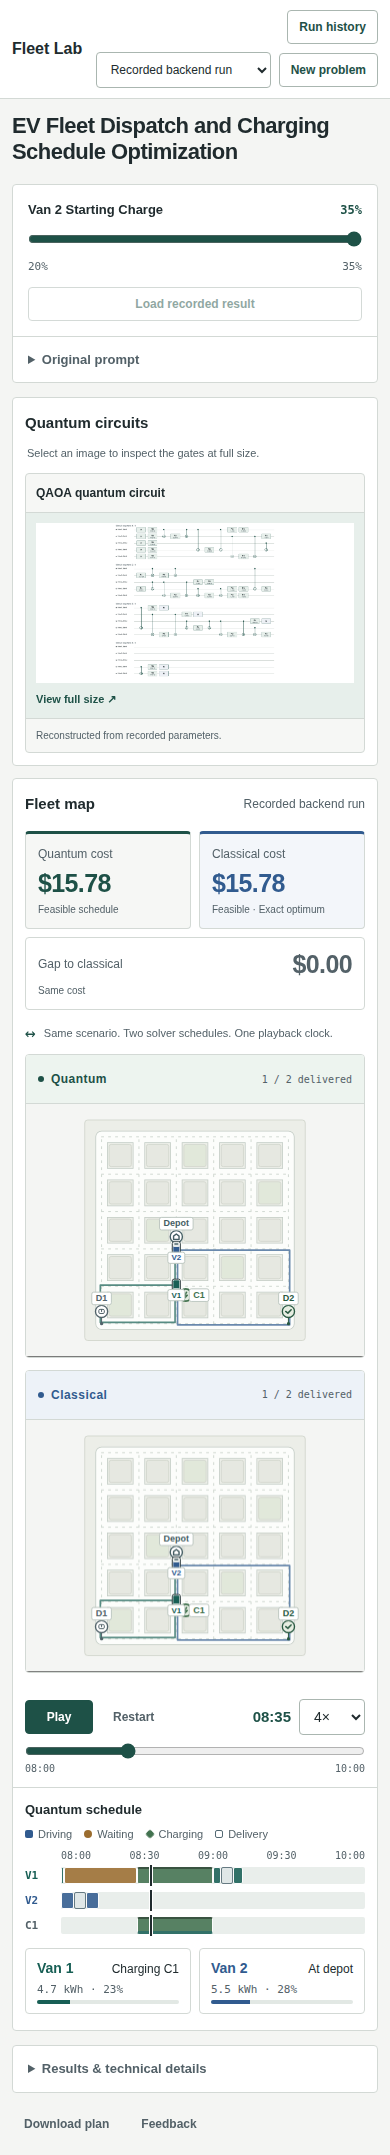 Run history
Fleet Lab
Recorded backend run
New problem
EV Fleet Dispatch and Charging
Schedule Optimization
Van 2 Starting Charge
35%
20%
35%
Load recorded result
Original prompt
Quantum circuits
Select an image to inspect the gates at full size.
QAOA quantum circuit
View full size ↗
Reconstructed from recorded parameters.
Fleet map
Recorded backend run
Quantum cost
$15.78
Feasible schedule
Classical cost
$15.78
Feasible · Exact optimum
Gap to classical
$0.00
Same cost
↔ Same scenario. Two solver schedules. One playback clock.
Quantum
1 / 2 delivered
Depot
V2
D1
V1
C1
D2
Classical
1 / 2 delivered
Depot
V2
D1
V1
C1
D2
Play
Restart
08:35
4×
08:00
10:00
Quantum schedule
Driving
Waiting
Charging
Delivery
08:00
08:30
09:00
09:30
10:00
V1
V2
C1
Van 1
Charging C1
4.7 kWh · 23%
Van 2
At depot
5.5 kWh · 28%
Results & technical details
Download plan
Feedback